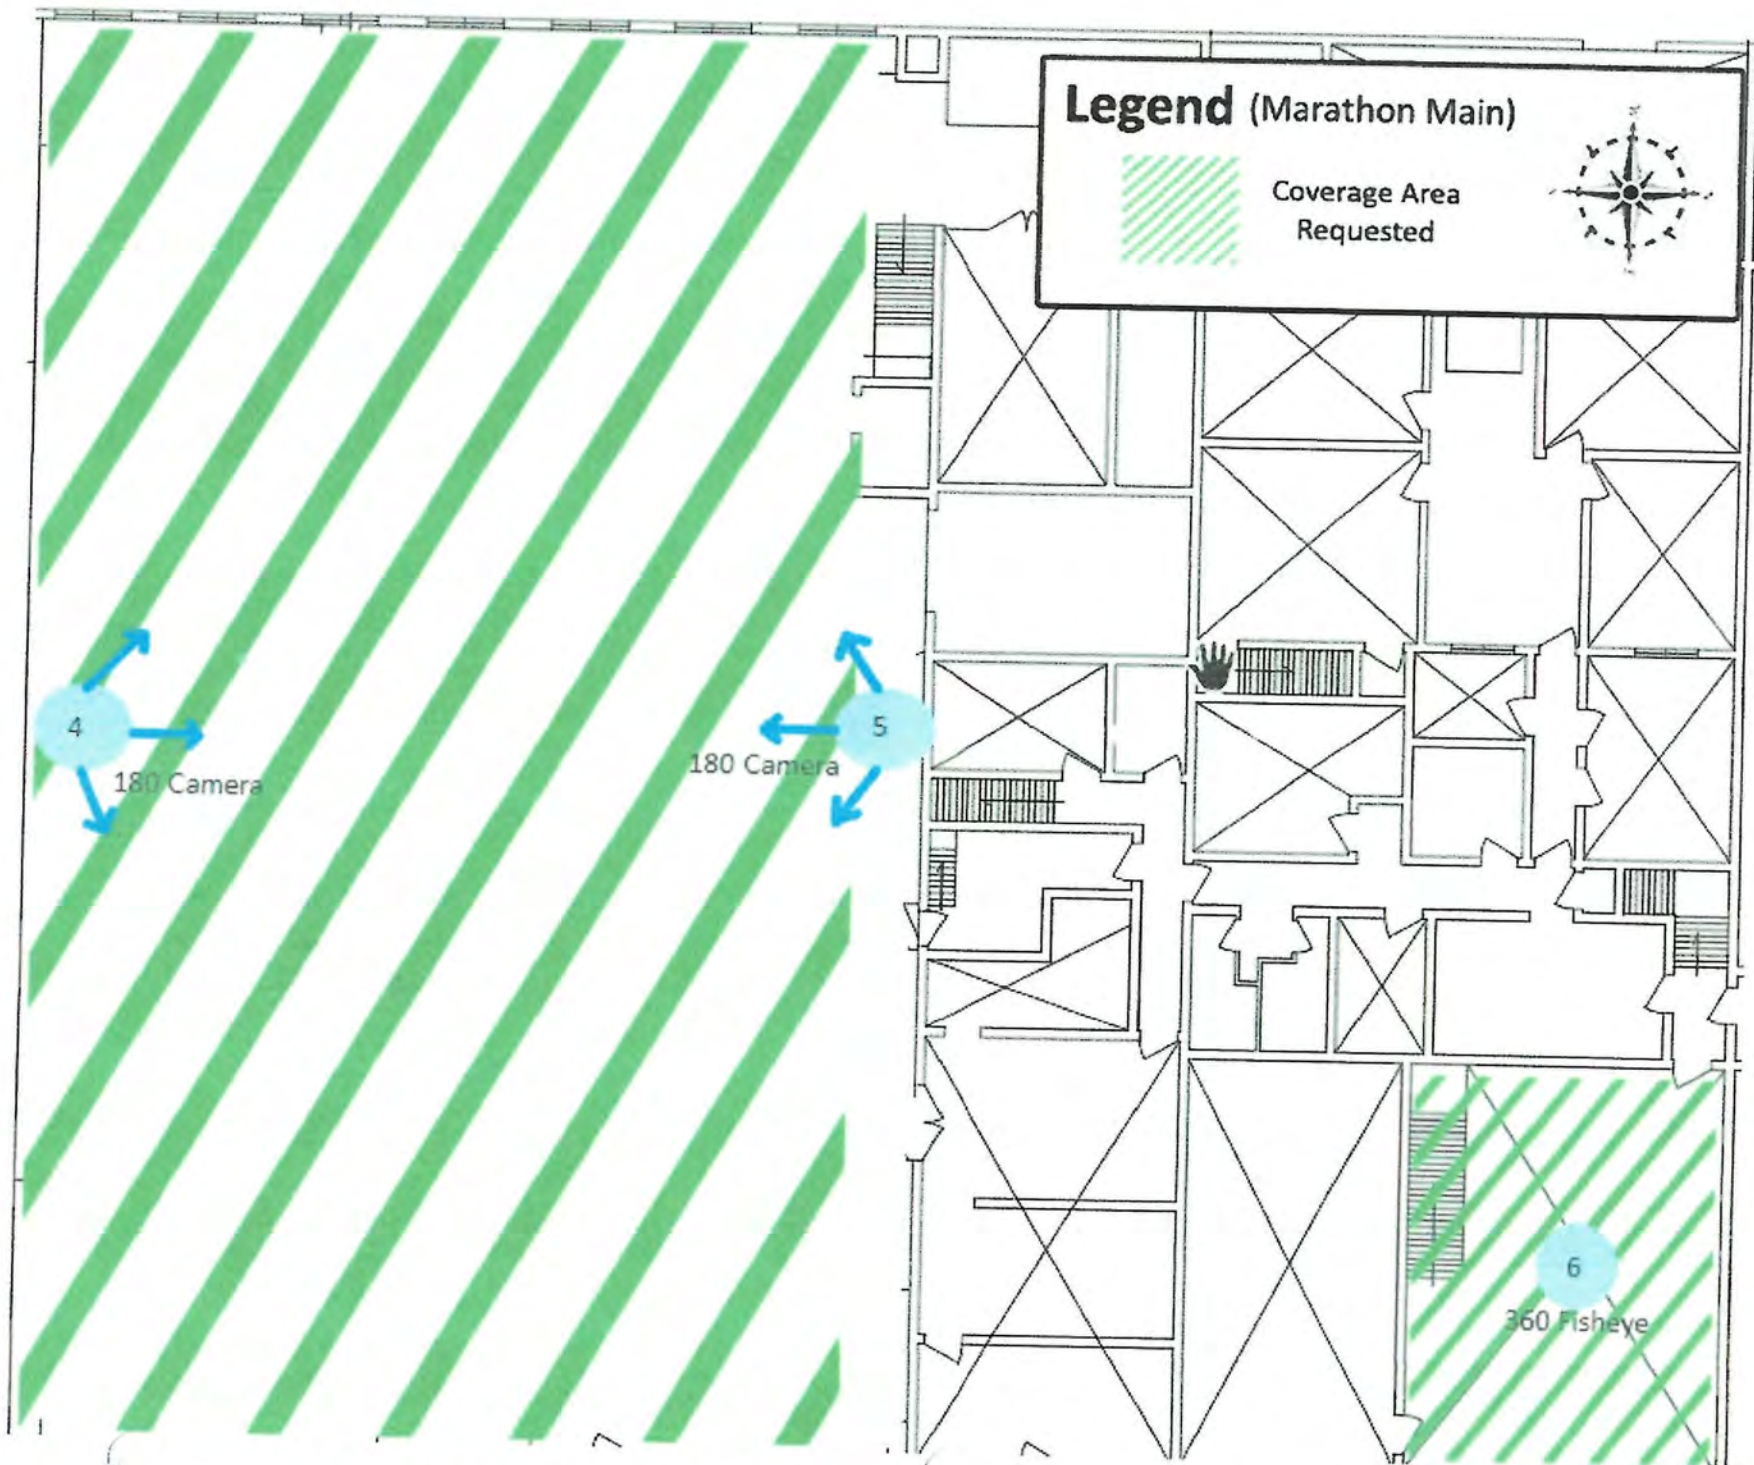 Legend (Marathon Main)
Coverage Area
Requested
4
180 Camera
5
180 Camera
6
360 Fisheye